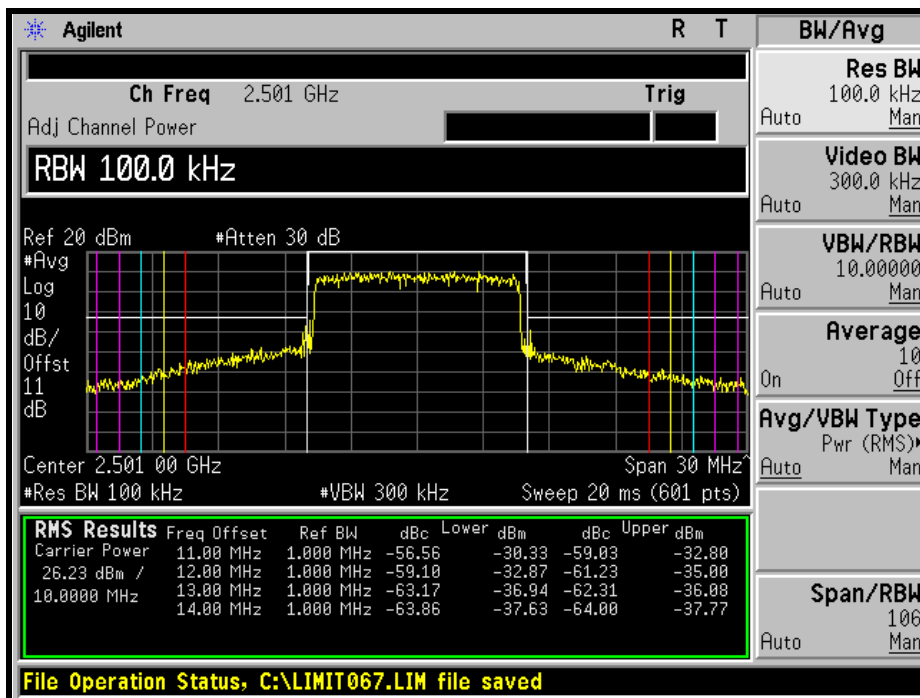 Agilent R T BW/Avg
Ch Freq 2.501 GHz Trig
Adj Channel Power
RBW 100.0 kHz
Ref 20 dBm #Atten 30 dB
#Avg
Log
10
dB/
Offst
11
dB
Center 2.501 00 GHz Span 30 MHz^
#Res BW 100 kHz #VBW 300 kHz Sweep 20 ms (601 pts)
RMS Results Freq Offset Ref BW dBc Lower dBm dBc Upper dBm
Carrier Power 11.00 MHz 1.000 MHz -56.56 -30.33 -59.03 -32.80
26.23 dBm / 12.00 MHz 1.000 MHz -59.10 -32.87 -61.23 -35.00
10.0000 MHz 13.00 MHz 1.000 MHz -63.17 -36.94 -62.31 -36.08
14.00 MHz 1.000 MHz -63.86 -37.63 -64.00 -37.77
File Operation Status, C:\LIMIT067.LIM file saved
Res BW
100.0 kHz
Auto Man
Video BW
300.0 kHz
Auto Man
VBW/RBW
10.00000
Auto Man
Average
10
On Off
Avg/VBW Type
Pwr (RMS)▸
Auto Man
Span/RBW
106
Auto Man